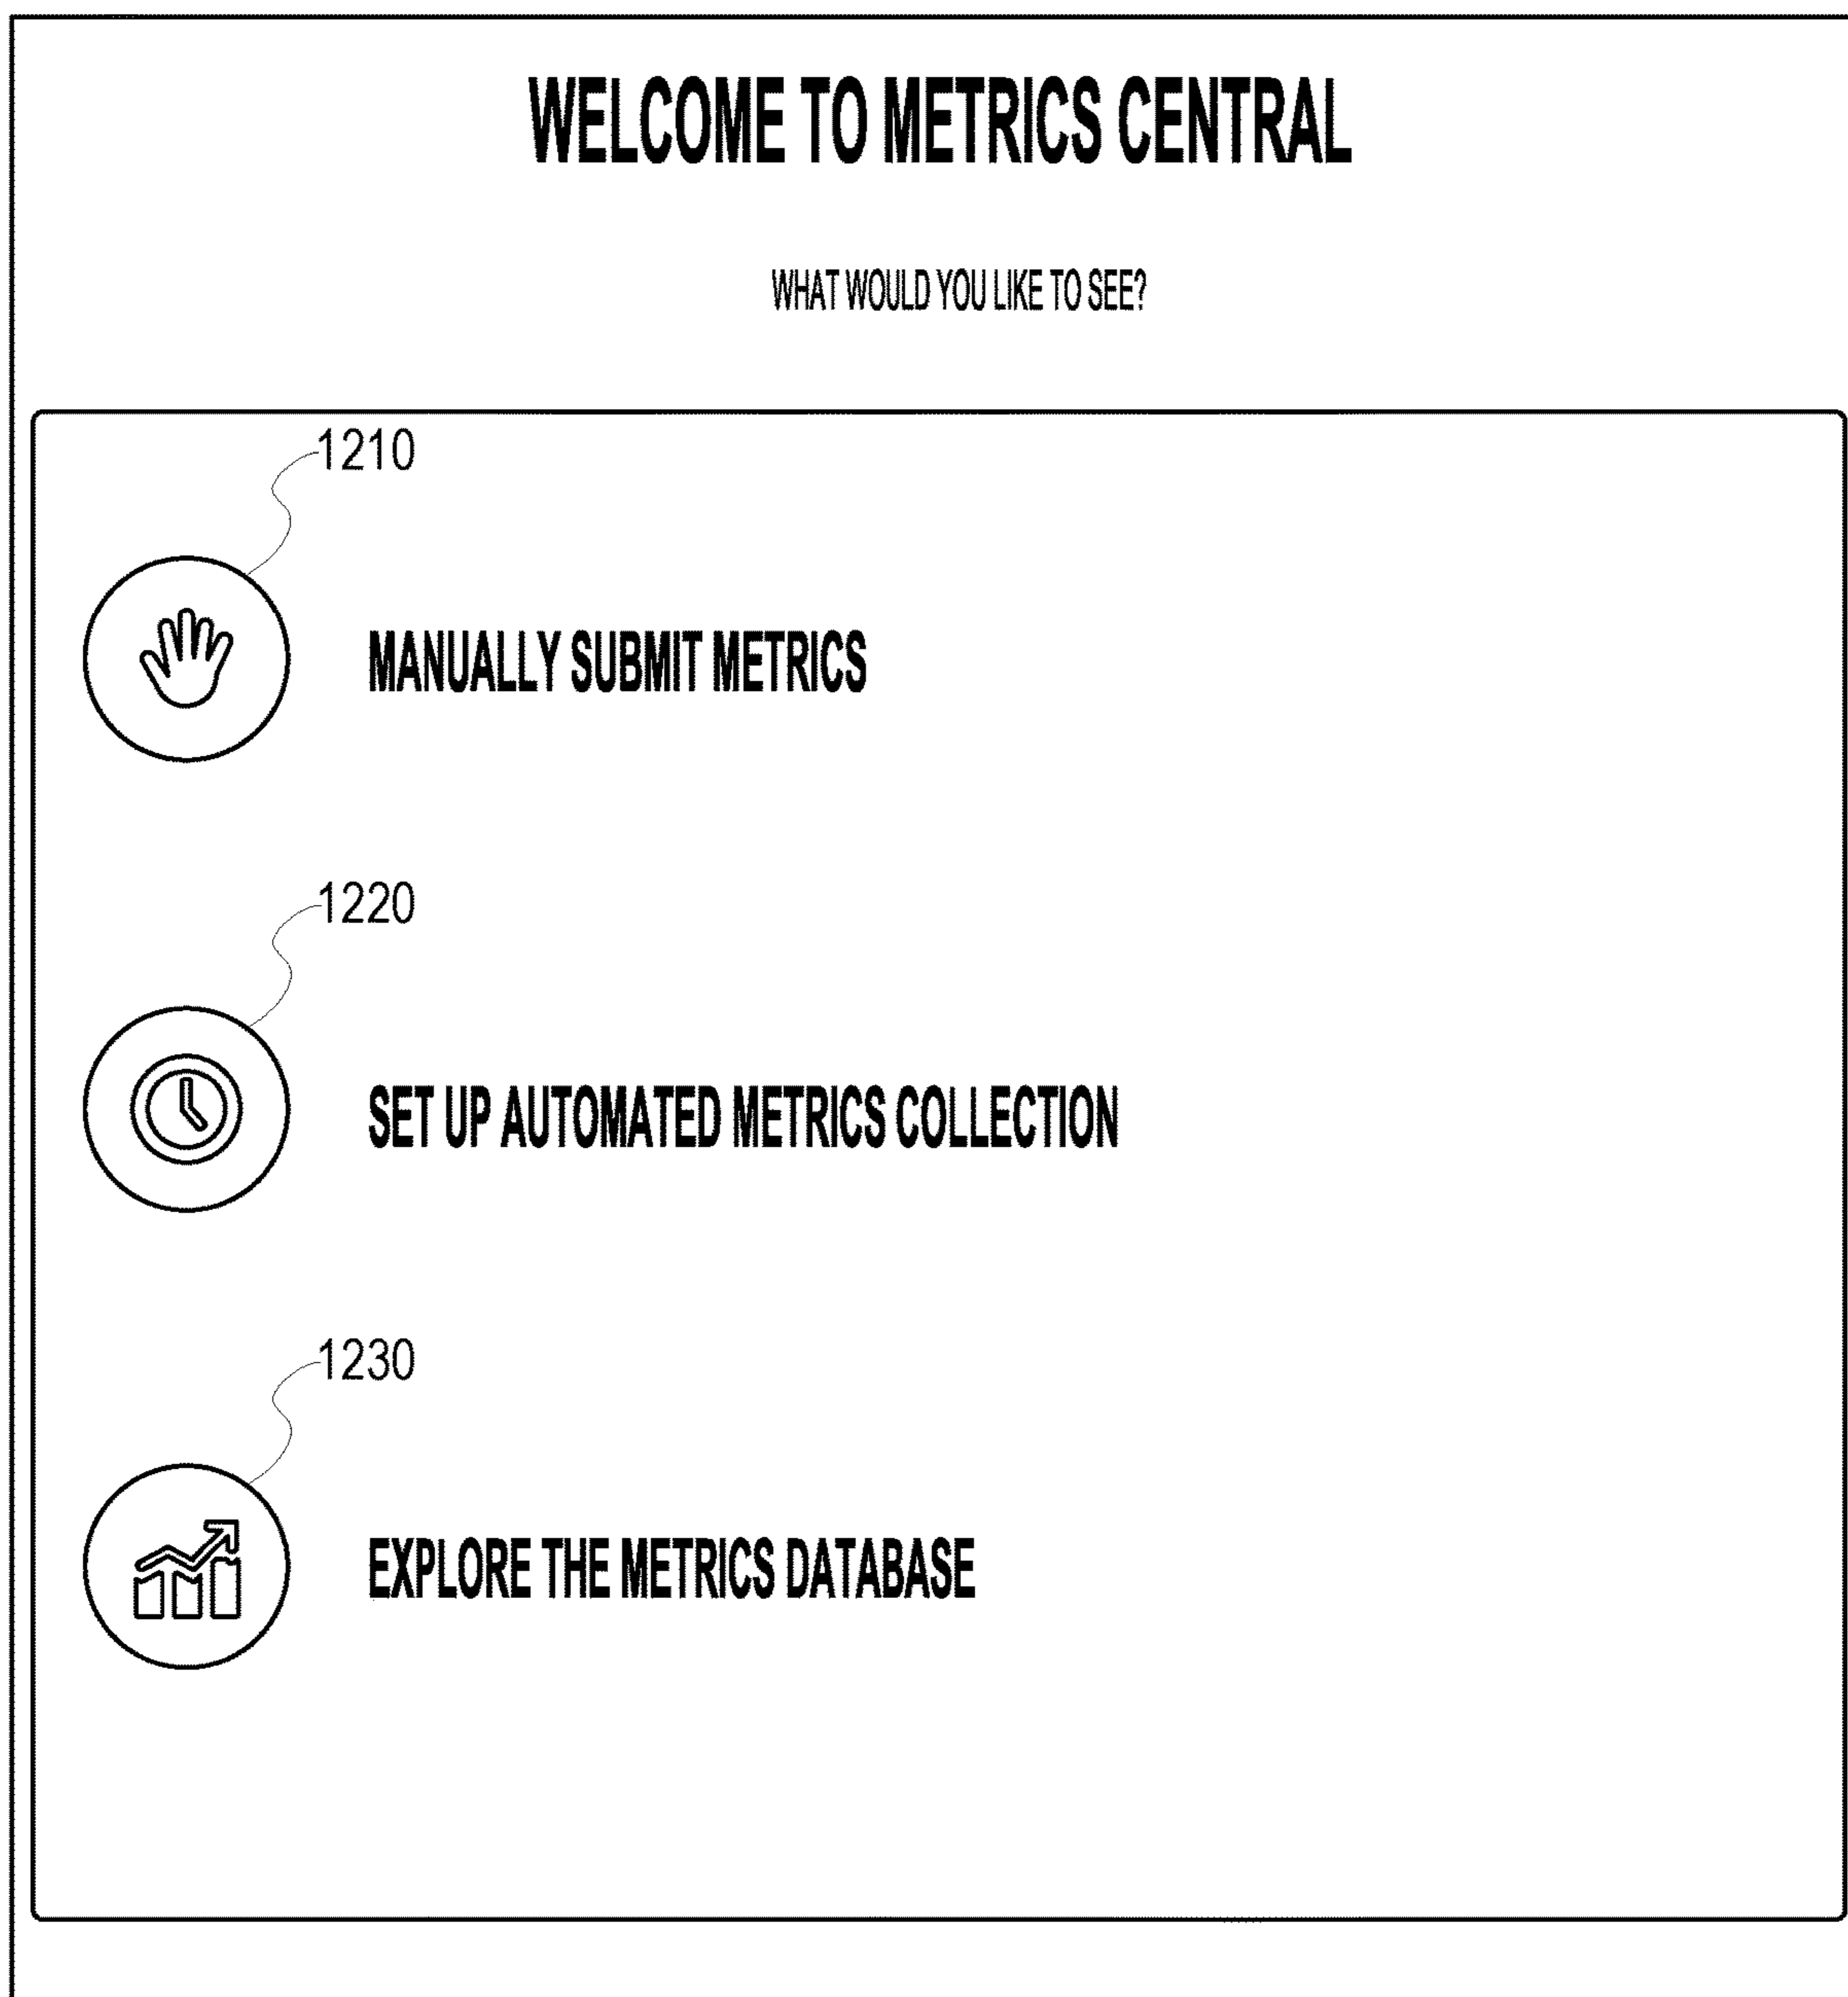 WELCOME TO METRICS CENTRAL
WHAT WOULD YOU LIKE TO SEE?
1210
MANUALLY SUBMIT METRICS
1220
SET UP AUTOMATED METRICS COLLECTION
1230
EXPLORE THE METRICS DATABASE